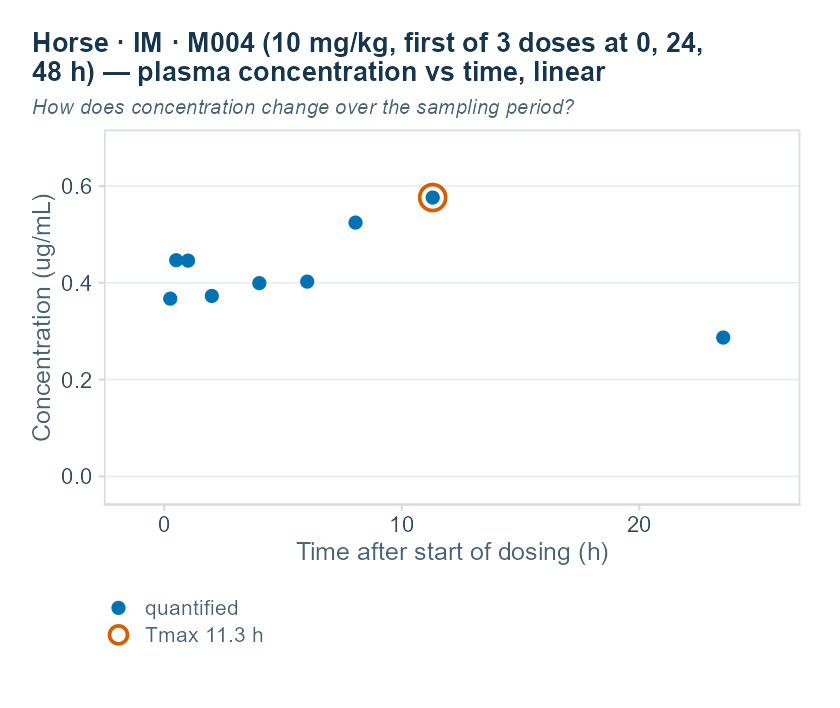 Horse · IM · M004 (10 mg/kg, first of 3 doses at 0, 24,
48 h) — plasma concentration vs time, linear
How does concentration change over the sampling period?
Concentration (ug/mL)
0.6
0.4
0.2
0.0
0 10 20
Time after start of dosing (h)
quantified
Tmax 11.3 h